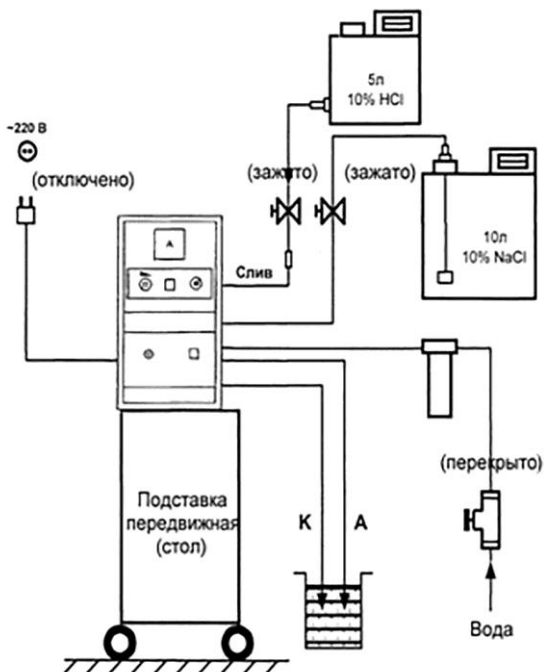 5л
10% HCl
~220 В
(отключено)
(зажато)
(зажато)
10л
10% NaCl
А
Слив
(перекрыто)
Подставка
передвижная
(стол)
К
А
Вода